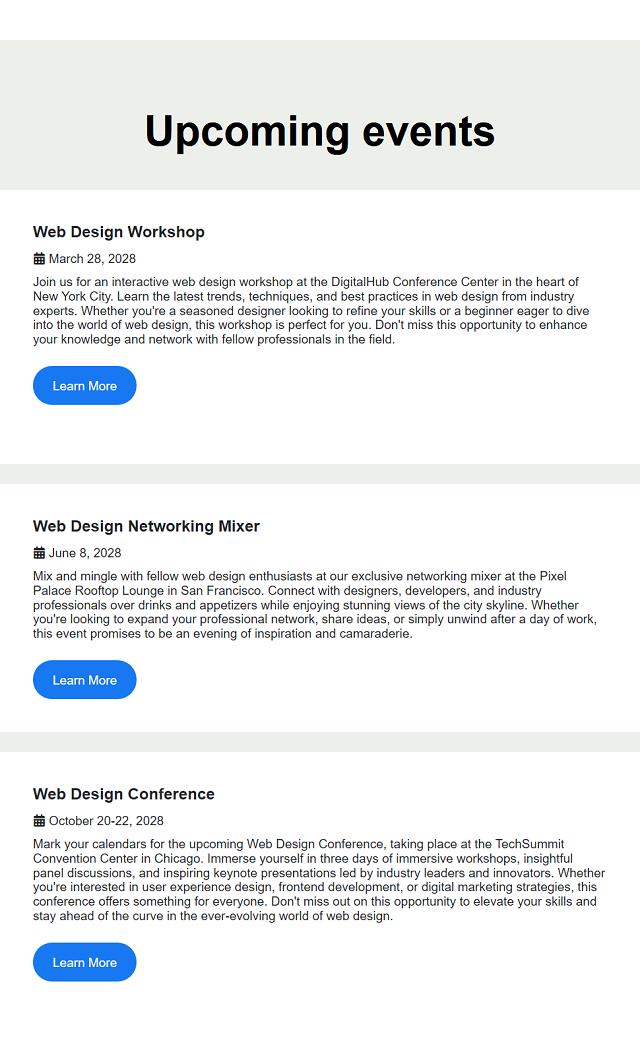 Upcoming events
Web Design Workshop
March 28, 2028
Join us for an interactive web design workshop at the DigitalHub Conference Center in the heart of
New York City. Learn the latest trends, techniques, and best practices in web design from industry
experts. Whether you're a seasoned designer looking to refine your skills or a beginner eager to dive
into the world of web design, this workshop is perfect for you. Don't miss this opportunity to enhance
your knowledge and network with fellow professionals in the field.
Learn More
Web Design Networking Mixer
June 8, 2028
Mix and mingle with fellow web design enthusiasts at our exclusive networking mixer at the Pixel
Palace Rooftop Lounge in San Francisco. Connect with designers, developers, and industry
professionals over drinks and appetizers while enjoying stunning views of the city skyline. Whether
you're looking to expand your professional network, share ideas, or simply unwind after a day of work,
this event promises to be an evening of inspiration and camaraderie.
Learn More
Web Design Conference
October 20-22, 2028
Mark your calendars for the upcoming Web Design Conference, taking place at the TechSummit
Convention Center in Chicago. Immerse yourself in three days of immersive workshops, insightful
panel discussions, and inspiring keynote presentations led by industry leaders and innovators. Whether
you're interested in user experience design, frontend development, or digital marketing strategies, this
conference offers something for everyone. Don't miss out on this opportunity to elevate your skills and
stay ahead of the curve in the ever-evolving world of web design.
Learn More